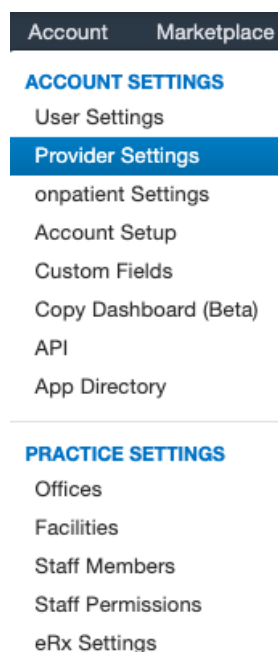 Account Marketplace
ACCOUNT SETTINGS
User Settings
Provider Settings
onpatient Settings
Account Setup
Custom Fields
Copy Dashboard (Beta)
API
App Directory
PRACTICE SETTINGS
Offices
Facilities
Staff Members
Staff Permissions
eRx Settings